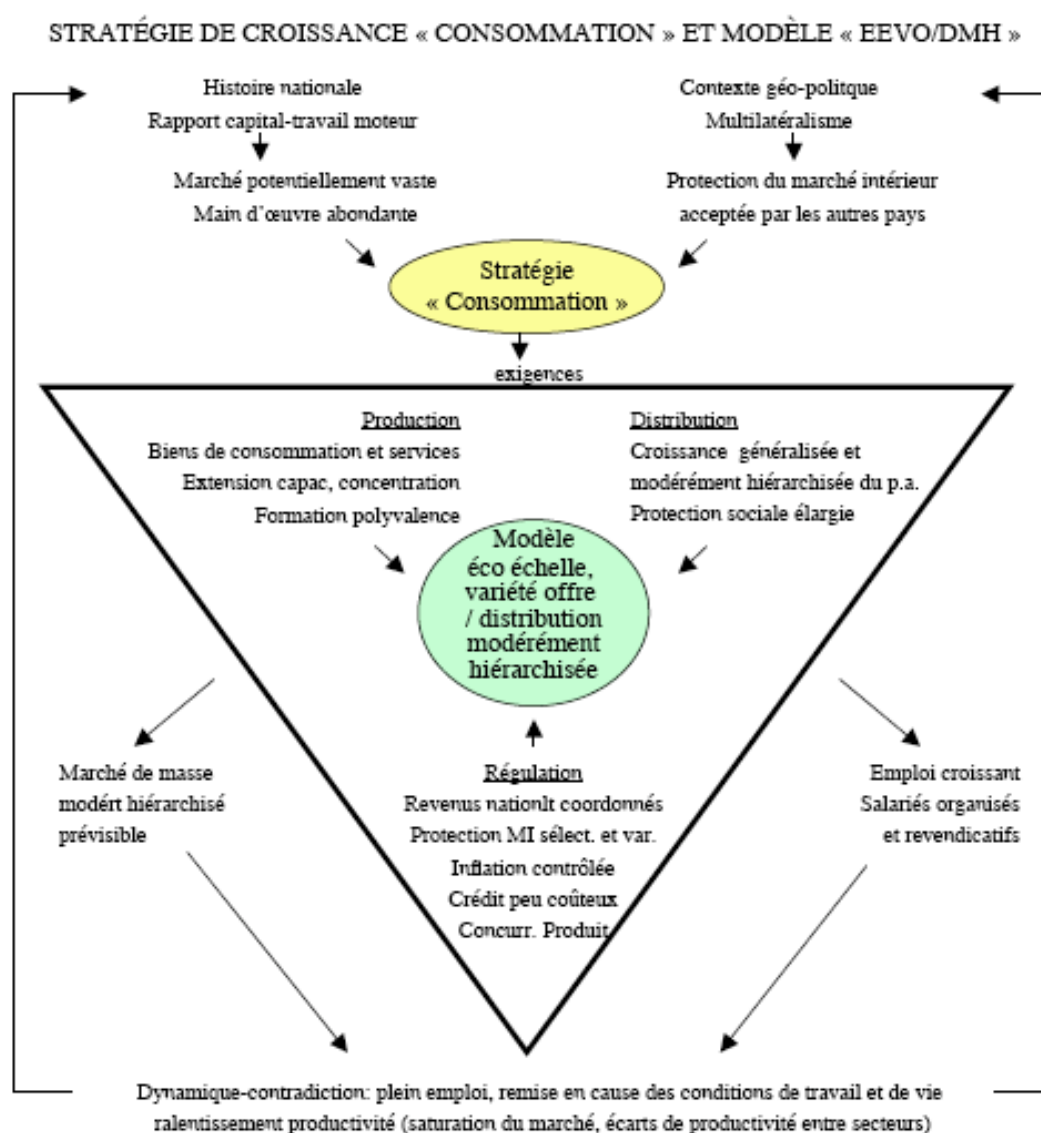 STRATÉGIE DE CROISSANCE « CONSOMMATION » ET MODÈLE « EEVO/DMH »
Histoire nationale
Rapport capital-travail moteur
Contexte géo-politque
Multilatéralisme
Marché potentiellement vaste
Main d'œuvre abondante
Protection du marché intérieur
acceptée par les autres pays
Stratégie
« Consommation »
exigences
Production
Biens de consommation et services
Extension capac, concentration
Formation polyvalence
Distribution
Croissance généralisée et
modérément hiérarchisée du p.a.
Protection sociale élargie
Modèle
éco échelle,
variété offre
/ distribution
modérément
hiérarchisée
Marché de masse
modért hiérarchisé
prévisible
Régulation
Revenus nationlt coordonnés
Protection MI sélect. et var.
Inflation contrôlée
Crédit peu coûteux
Concurr. Produit
Emploi croissant
Salariés organisés
et revendicatifs
Dynamique-contradiction: plein emploi, remise en cause des conditions de travail et de vie
ralentissement productivité (saturation du marché, écarts de productivité entre secteurs)